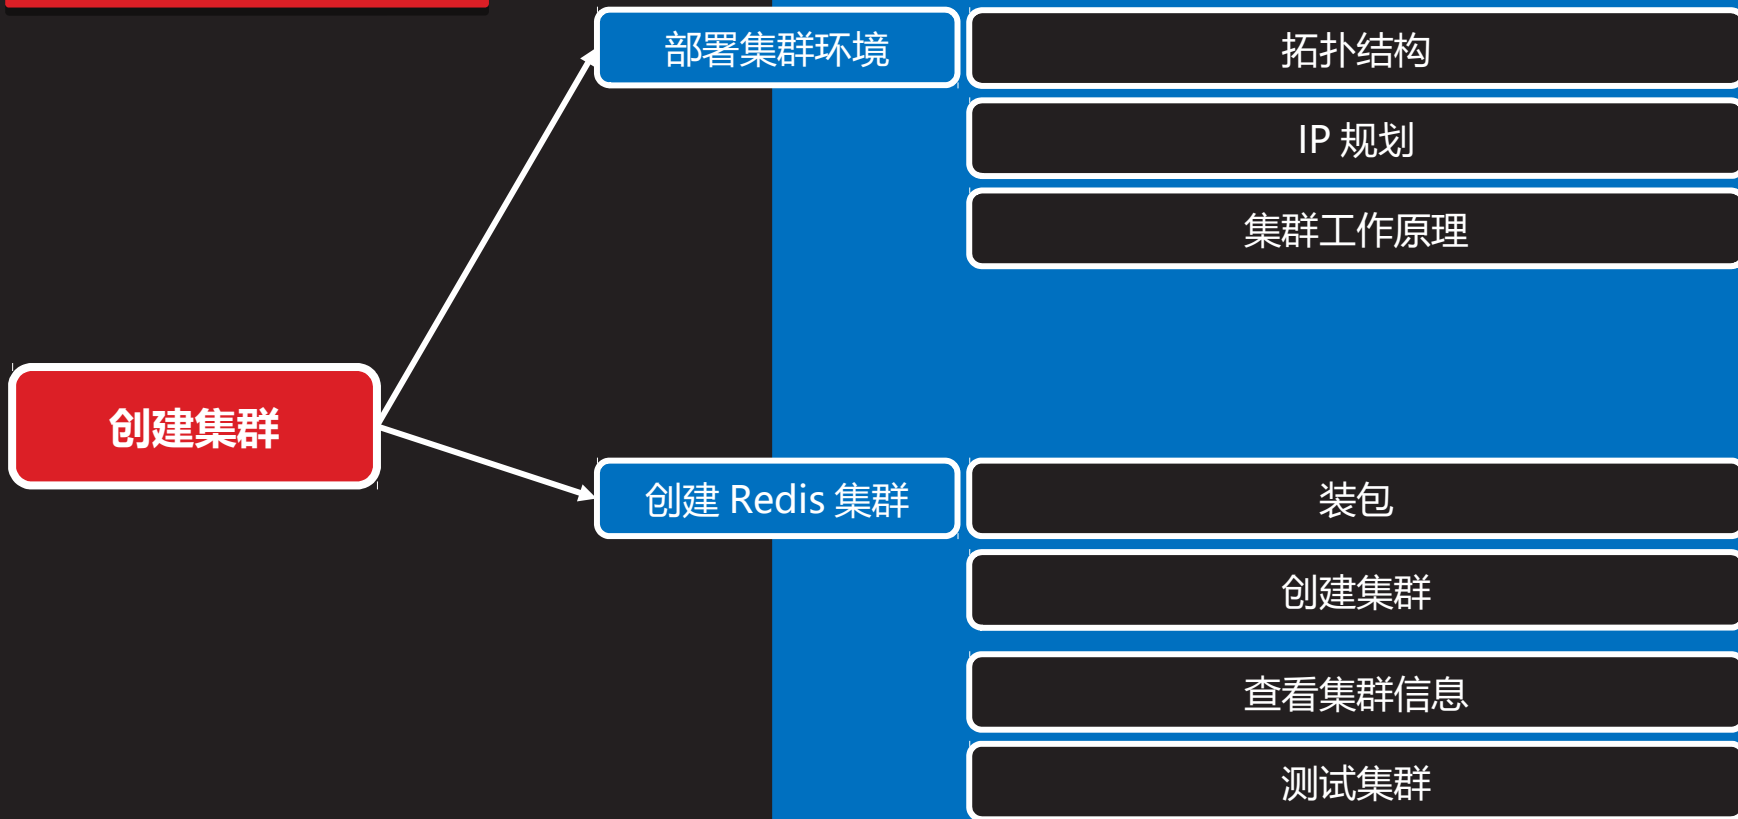 部署集群环境
拓扑结构
IP 规划
集群工作原理
创建集群
创建 Redis 集群
装包
创建集群
查看集群信息
测试集群